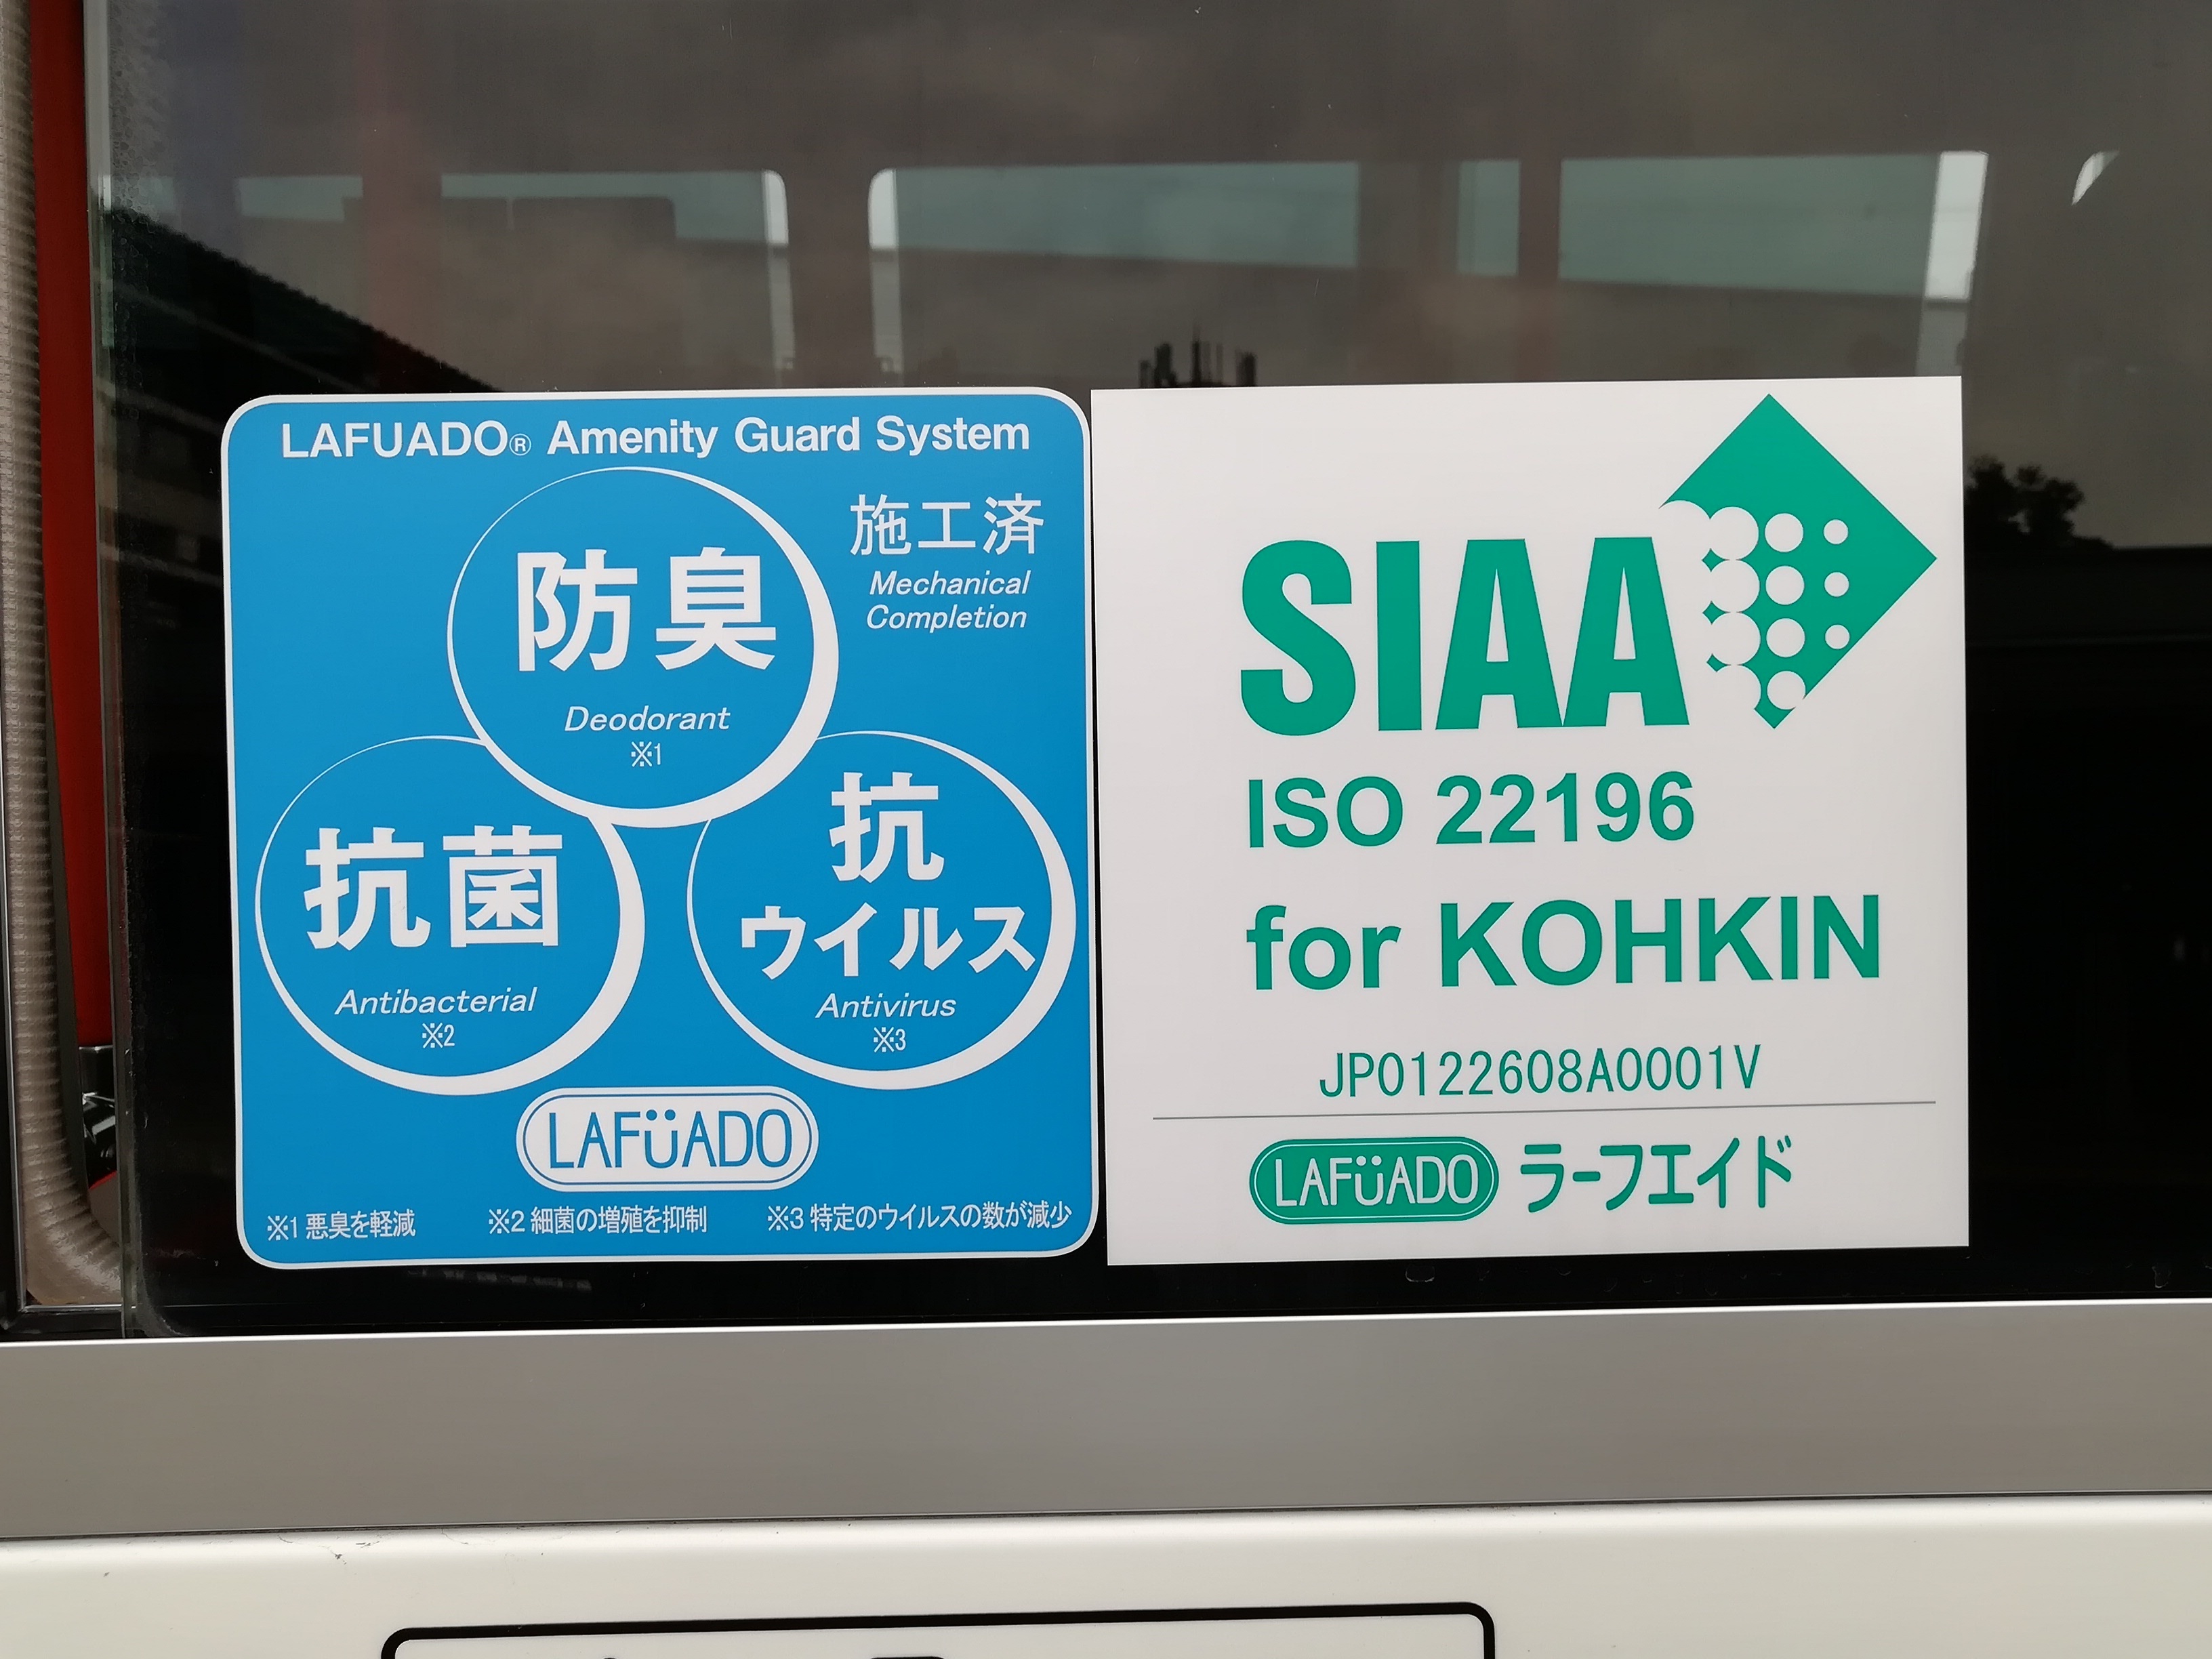 LAFUADO® Amenity Guard System
施工済
Mechanical
Completion
防臭
Deodorant
※1
抗菌
Antibacterial
※2
抗
ウイルス
Antivirus
※3
LAFüADO
※1 悪臭を軽減 ※2 細菌の増殖を抑制 ※3 特定のウイルスの数が減少
SIAA
ISO 22196
for KOHKIN
JP0122608A0001V
LAFüADO ラーフエイド